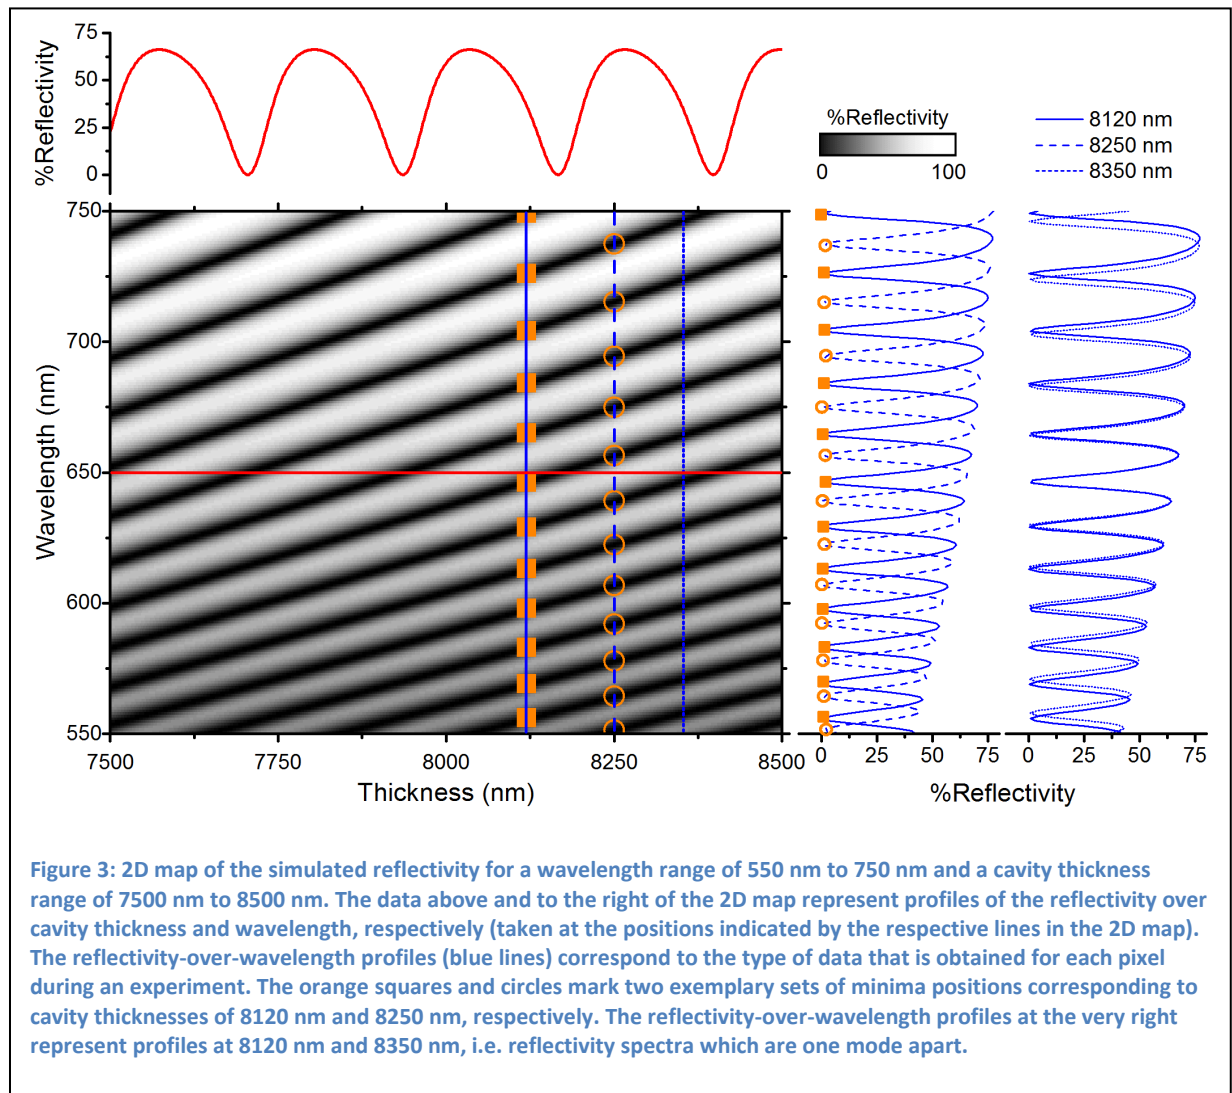 75
50
25
0
%Reflectivity
%Reflectivity
0 100
8120 nm
8250 nm
8350 nm
750
700
650
600
550
Wavelength (nm)
7500 7750 8000 8250 8500
Thickness (nm)
0 25 50 75
0 25 50 75
%Reflectivity
Figure 3: 2D map of the simulated reflectivity for a wavelength range of 550 nm to 750 nm and a cavity thickness
range of 7500 nm to 8500 nm. The data above and to the right of the 2D map represent profiles of the reflectivity over
cavity thickness and wavelength, respectively (taken at the positions indicated by the respective lines in the 2D map).
The reflectivity-over-wavelength profiles (blue lines) correspond to the type of data that is obtained for each pixel
during an experiment. The orange squares and circles mark two exemplary sets of minima positions corresponding to
cavity thicknesses of 8120 nm and 8250 nm, respectively. The reflectivity-over-wavelength profiles at the very right
represent profiles at 8120 nm and 8350 nm, i.e. reflectivity spectra which are one mode apart.